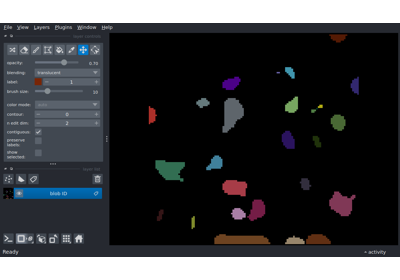 File View Layers Plugins Window Help
opacity: 0.70
blending: translucent
label: 1
brush size: 10
color mode:
contour: 0
n edit dim: 2
contiguous:
preserve labels:
show selected:
blob ID
Ready
activity